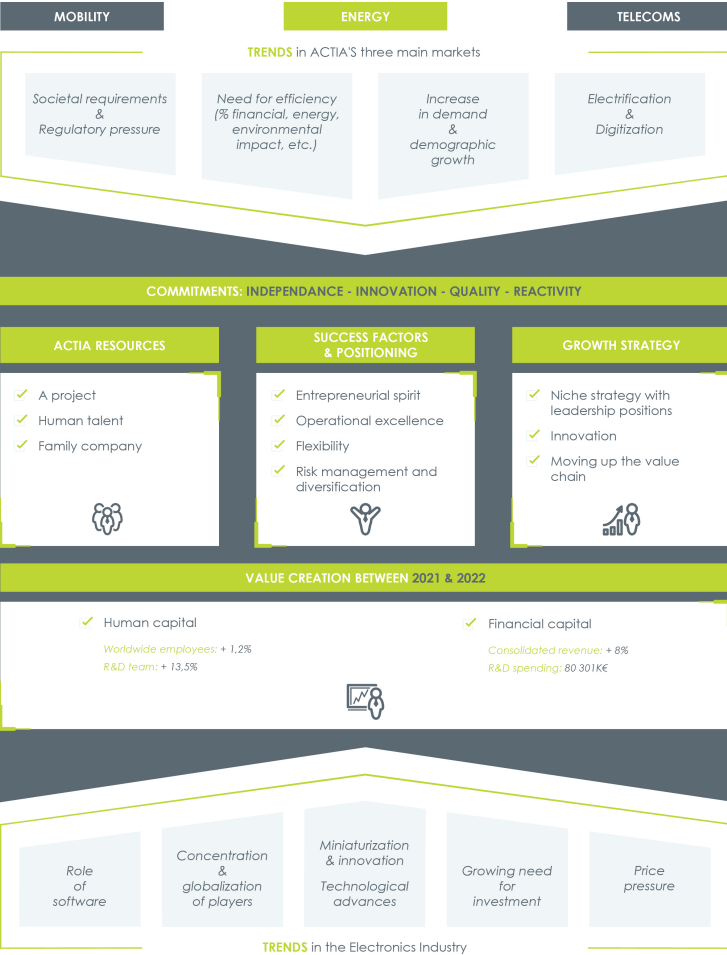 MOBILITY
ENERGY
TELECOMS
TRENDS in ACTIA'S three main markets
Societal requirements
&
Regulatory pressure
Need for efficiency
(% financial, energy,
environmental
impact, etc.)
Increase
in demand
&
demographic
growth
Electrification
&
Digitization
COMMITMENTS: INDEPENDANCE - INNOVATION - QUALITY - REACTIVITY
ACTIA RESOURCES
A project
Human talent
Family company
SUCCESS FACTORS
& POSITIONING
Entrepreneurial spirit
Operational excellence
Flexibility
Risk management and
diversification
GROWTH STRATEGY
Niche strategy with
leadership positions
Innovation
Moving up the value
chain
VALUE CREATION BETWEEN 2021 & 2022
Human capital
Worldwide employees: + 1,2%
R&D team: + 13,5%
Financial capital
Consolidated revenue: + 8%
R&D spending: 80 301K€
Role
of
software
Concentration
&
globalization
of players
Miniaturization
& innovation
Technological
advances
Growing need
for
investment
Price
pressure
TRENDS in the Electronics Industry